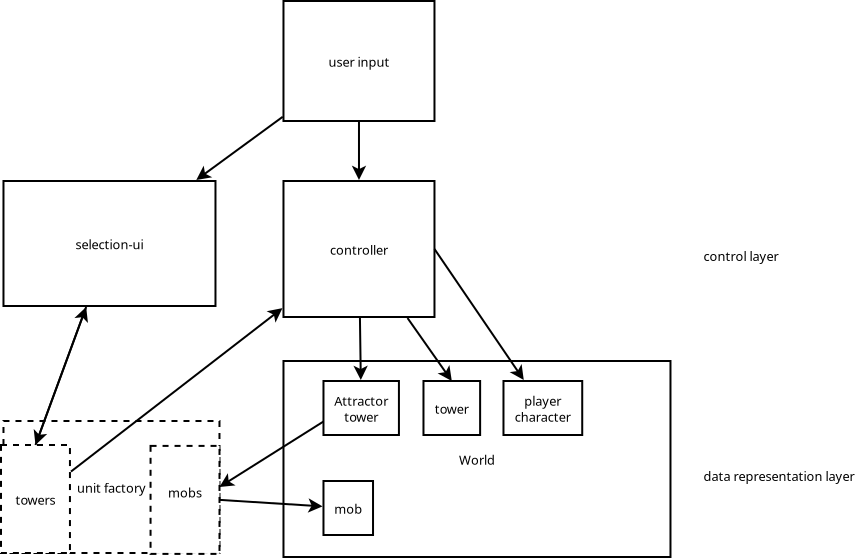 user input
selection-ui
controller
control layer
Attractor
tower
tower
player
character
World
data representation layer
unit factory
towers
mobs
mob